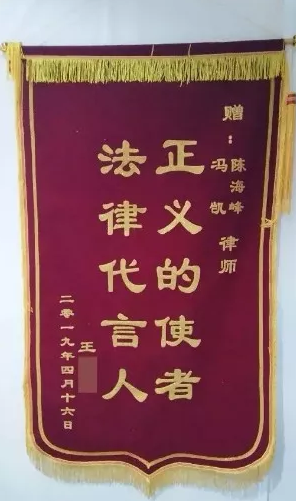 赠：陈海峰 冯凯 律师
正义的使者
法律代言人
王
二零一九年四月十六日